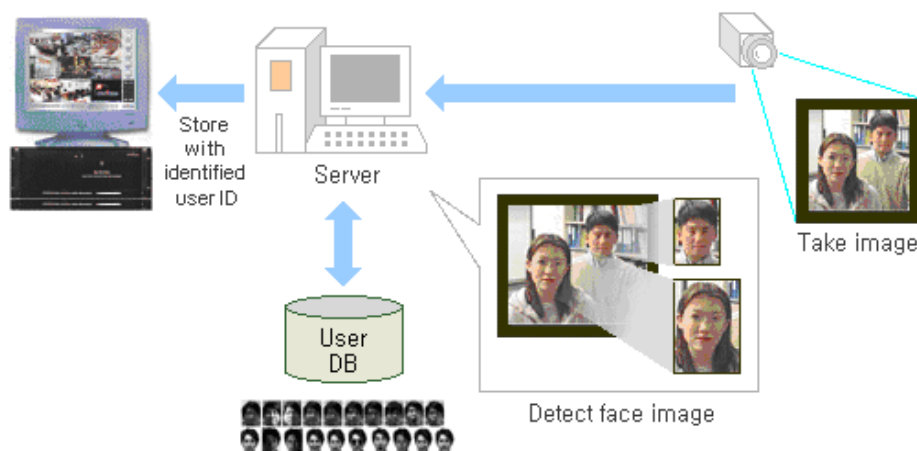 Store
with
identified
user ID
Server
Take image
User
DB
Detect face image